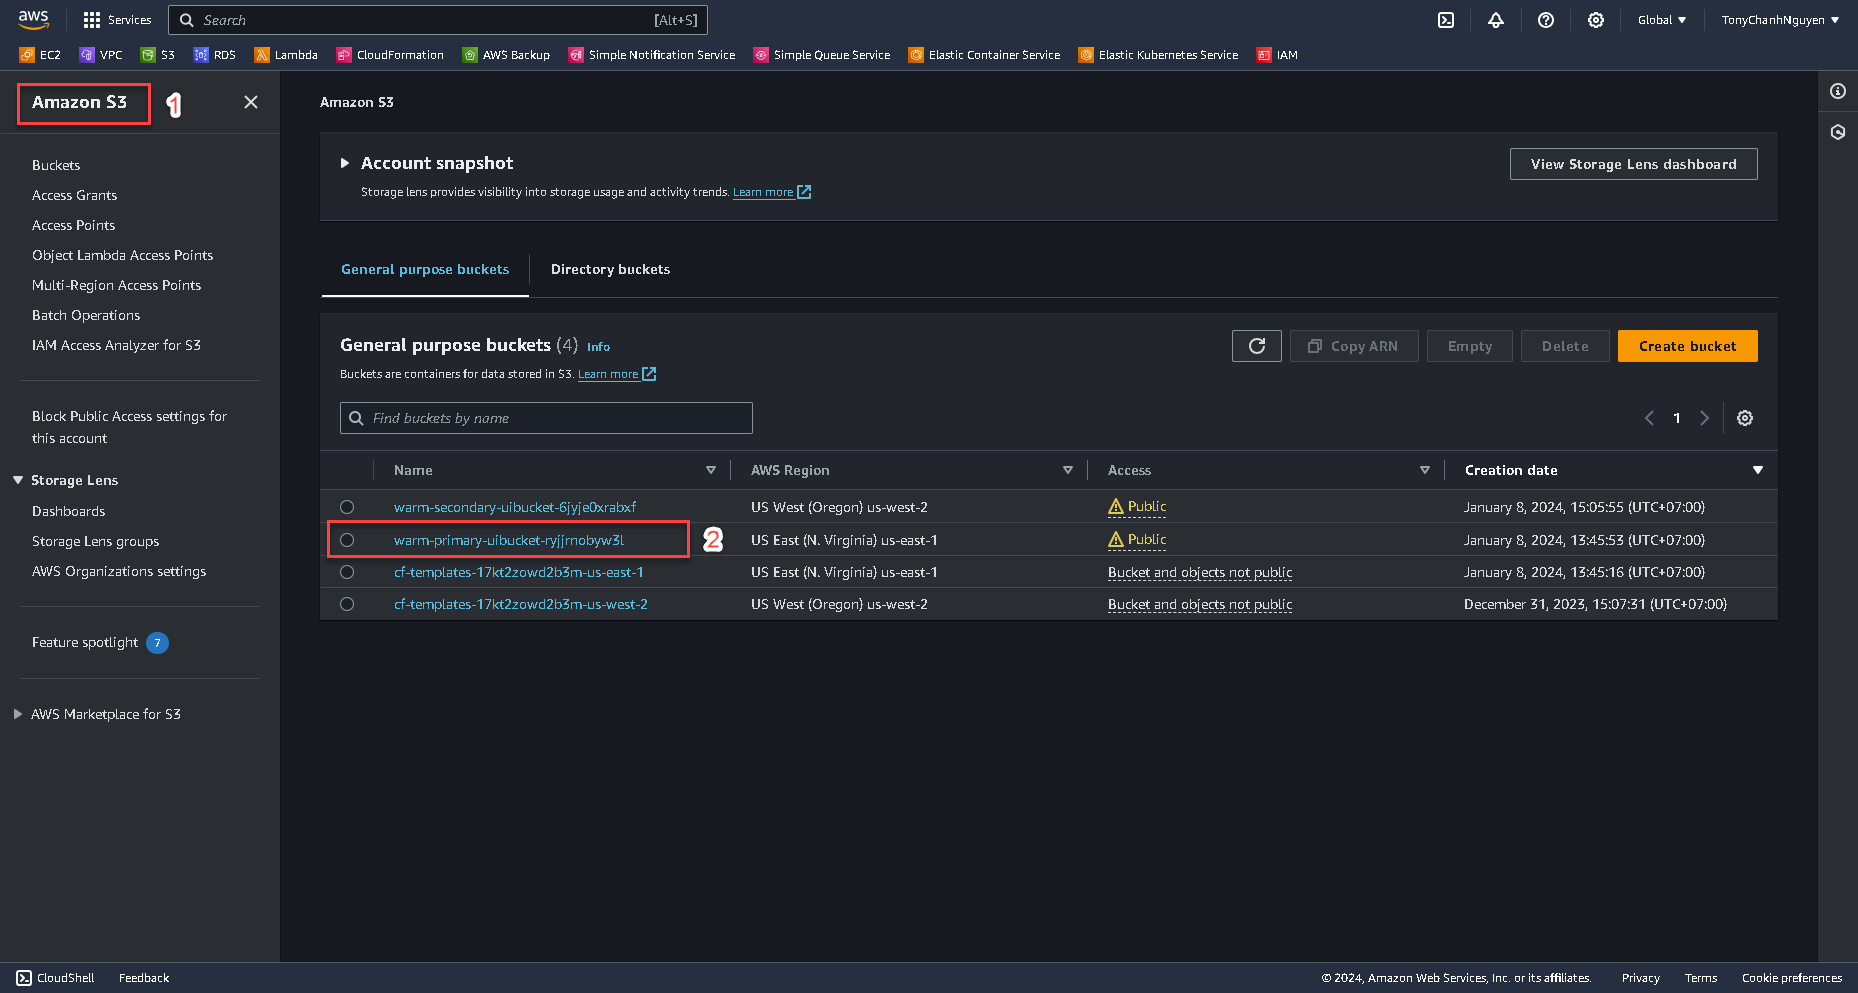 aws Services Search [Alt+S] Global TonyChanhNguyen
EC2 VPC S3 RDS Lambda CloudFormation AWS Backup Simple Notification Service Simple Queue Service Elastic Container Service Elastic Kubernetes Service IAM
Amazon S3 1
Buckets
Access Grants
Access Points
Object Lambda Access Points
Multi-Region Access Points
Batch Operations
IAM Access Analyzer for S3
Block Public Access settings for
this account
Storage Lens
Dashboards
Storage Lens groups
AWS Organizations settings
Feature spotlight 7
AWS Marketplace for S3
Amazon S3
Account snapshot
View Storage Lens dashboard
Storage lens provides visibility into storage usage and activity trends. Learn more
General purpose buckets Directory buckets
General purpose buckets (4) Info
Copy ARN Empty Delete Create bucket
Buckets are containers for data stored in S3. Learn more
Find buckets by name
1
Name AWS Region Access Creation date
warm-secondary-uibucket-6jyje0xrabxf US West (Oregon) us-west-2 Public January 8, 2024, 15:05:55 (UTC+07:00)
warm-primary-uibucket-ryjjrnobyw3l 2 US East (N. Virginia) us-east-1 Public January 8, 2024, 13:45:53 (UTC+07:00)
cf-templates-17kt2zowd2b3m-us-east-1 US East (N. Virginia) us-east-1 Bucket and objects not public January 8, 2024, 13:45:16 (UTC+07:00)
cf-templates-17kt2zowd2b3m-us-west-2 US West (Oregon) us-west-2 Bucket and objects not public December 31, 2023, 15:07:31 (UTC+07:00)
CloudShell Feedback © 2024, Amazon Web Services, Inc. or its affiliates. Privacy Terms Cookie preferences